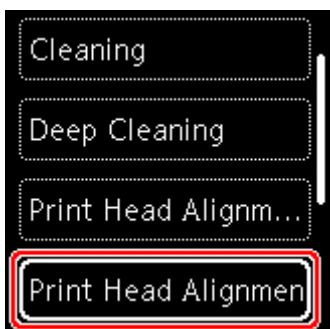 Cleaning
Deep Cleaning
Print Head Alignm...
Print Head Alignmen